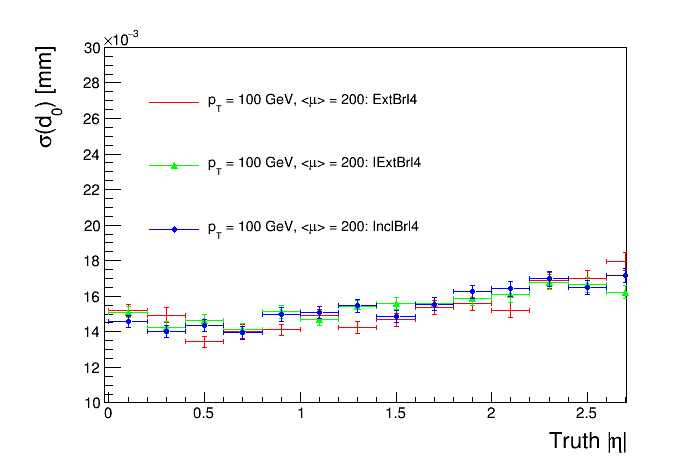 ×10⁻³
σ(d₀) [mm]
30
28
26
24
22
20
18
16
14
12
10
p_T = 100 GeV, <μ> = 200: ExtBrl4
p_T = 100 GeV, <μ> = 200: IExtBrl4
p_T = 100 GeV, <μ> = 200: InclBrl4
0 0.5 1 1.5 2 2.5
Truth |η|